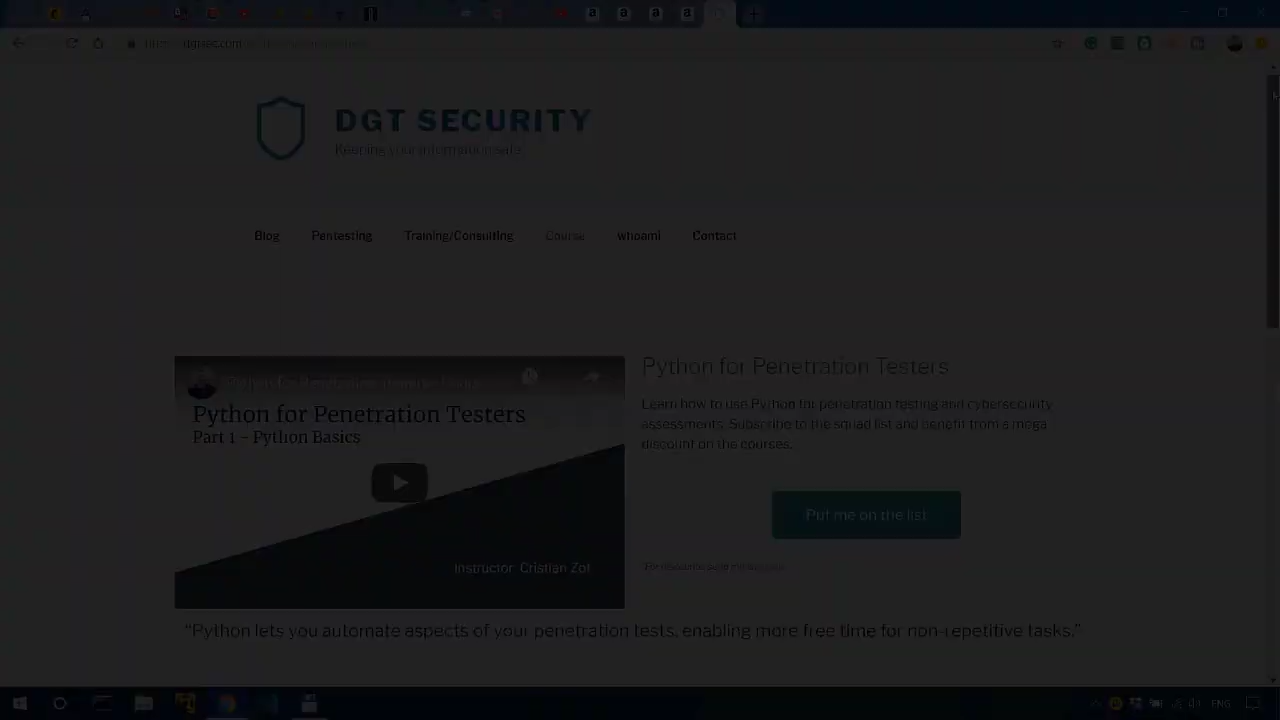 dgtsec.com
DGT SECURITY
Keeping your information safe
Blog Pentesting Training/Consulting Course whoami Contact
Python for Penetration Testers
Part 1 - Python Basics
Instructor: Cristian Zot
Python for Penetration Testers
Learn how to use Python for penetration testing and cybersecurity
assessments. Subscribe to the squad list and benefit from a mega
discount on the courses.
Put me on the list
“Python lets you automate aspects of your penetration tests, enabling more free time for non-repetitive tasks.”
ENG